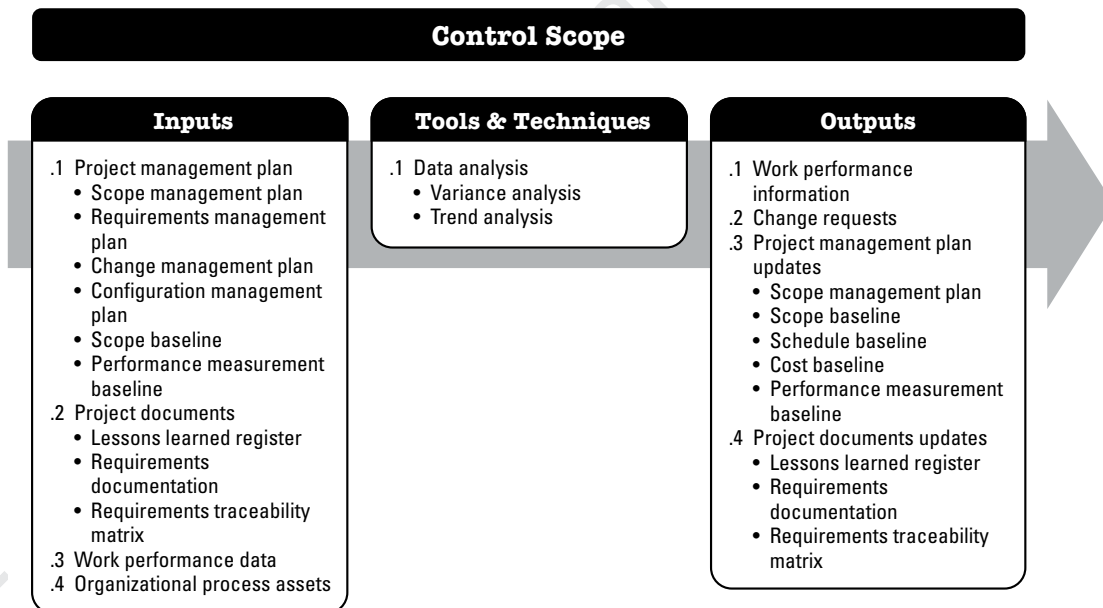 Control Scope
Inputs
.1 Project management plan
• Scope management plan
• Requirements management
plan
• Change management plan
• Configuration management
plan
• Scope baseline
• Performance measurement
baseline
.2 Project documents
• Lessons learned register
• Requirements
documentation
• Requirements traceability
matrix
.3 Work performance data
.4 Organizational process assets
Tools & Techniques
.1 Data analysis
• Variance analysis
• Trend analysis
Outputs
.1 Work performance
information
.2 Change requests
.3 Project management plan
updates
• Scope management plan
• Scope baseline
• Schedule baseline
• Cost baseline
• Performance measurement
baseline
.4 Project documents updates
• Lessons learned register
• Requirements
documentation
• Requirements traceability
matrix